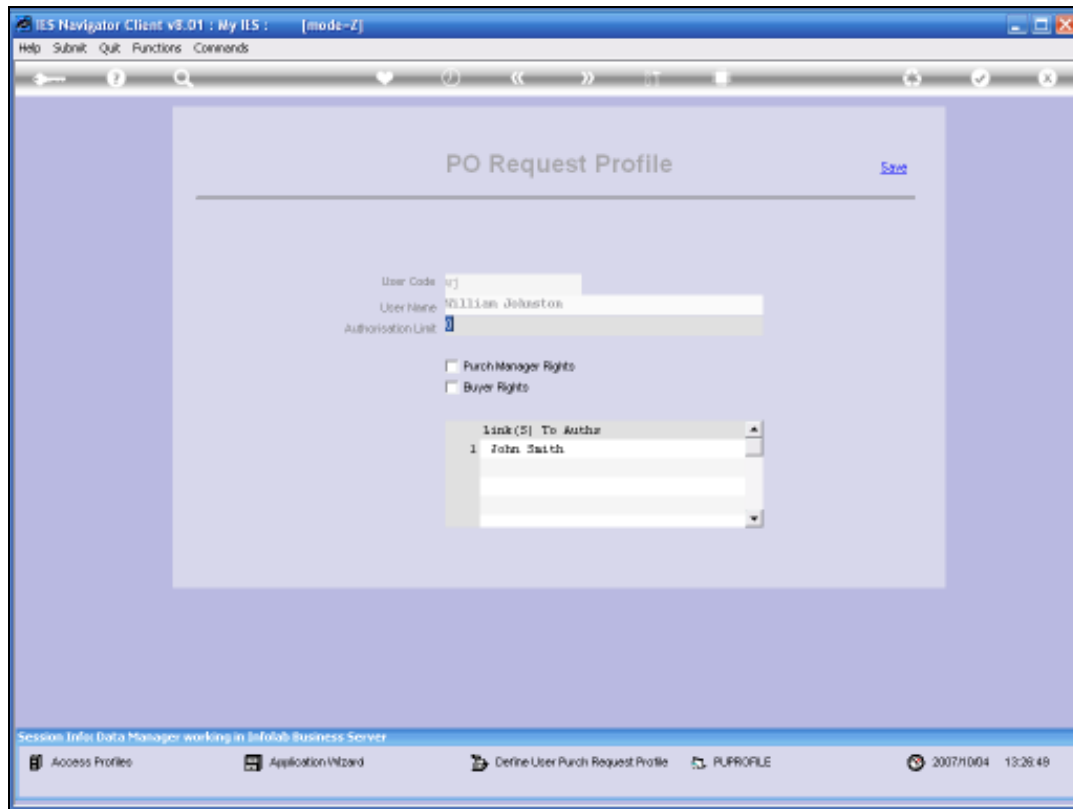 IES Navigator Client v8.01 : My IES : [mode-Z]
Help Submit Quit Functions Commands
PO Request Profile
Save
User Code wj
User Name William Johnston
Authorisation Limit 0
Purch Manager Rights
Buyer Rights
link(S) To Auths
1 John Smith
Session Info: Data Manager working in Infolab Business Server
Access Profiles Application Wizard Define User Purch Request Profile PUPROFILE 2007/10/04 13:26:49